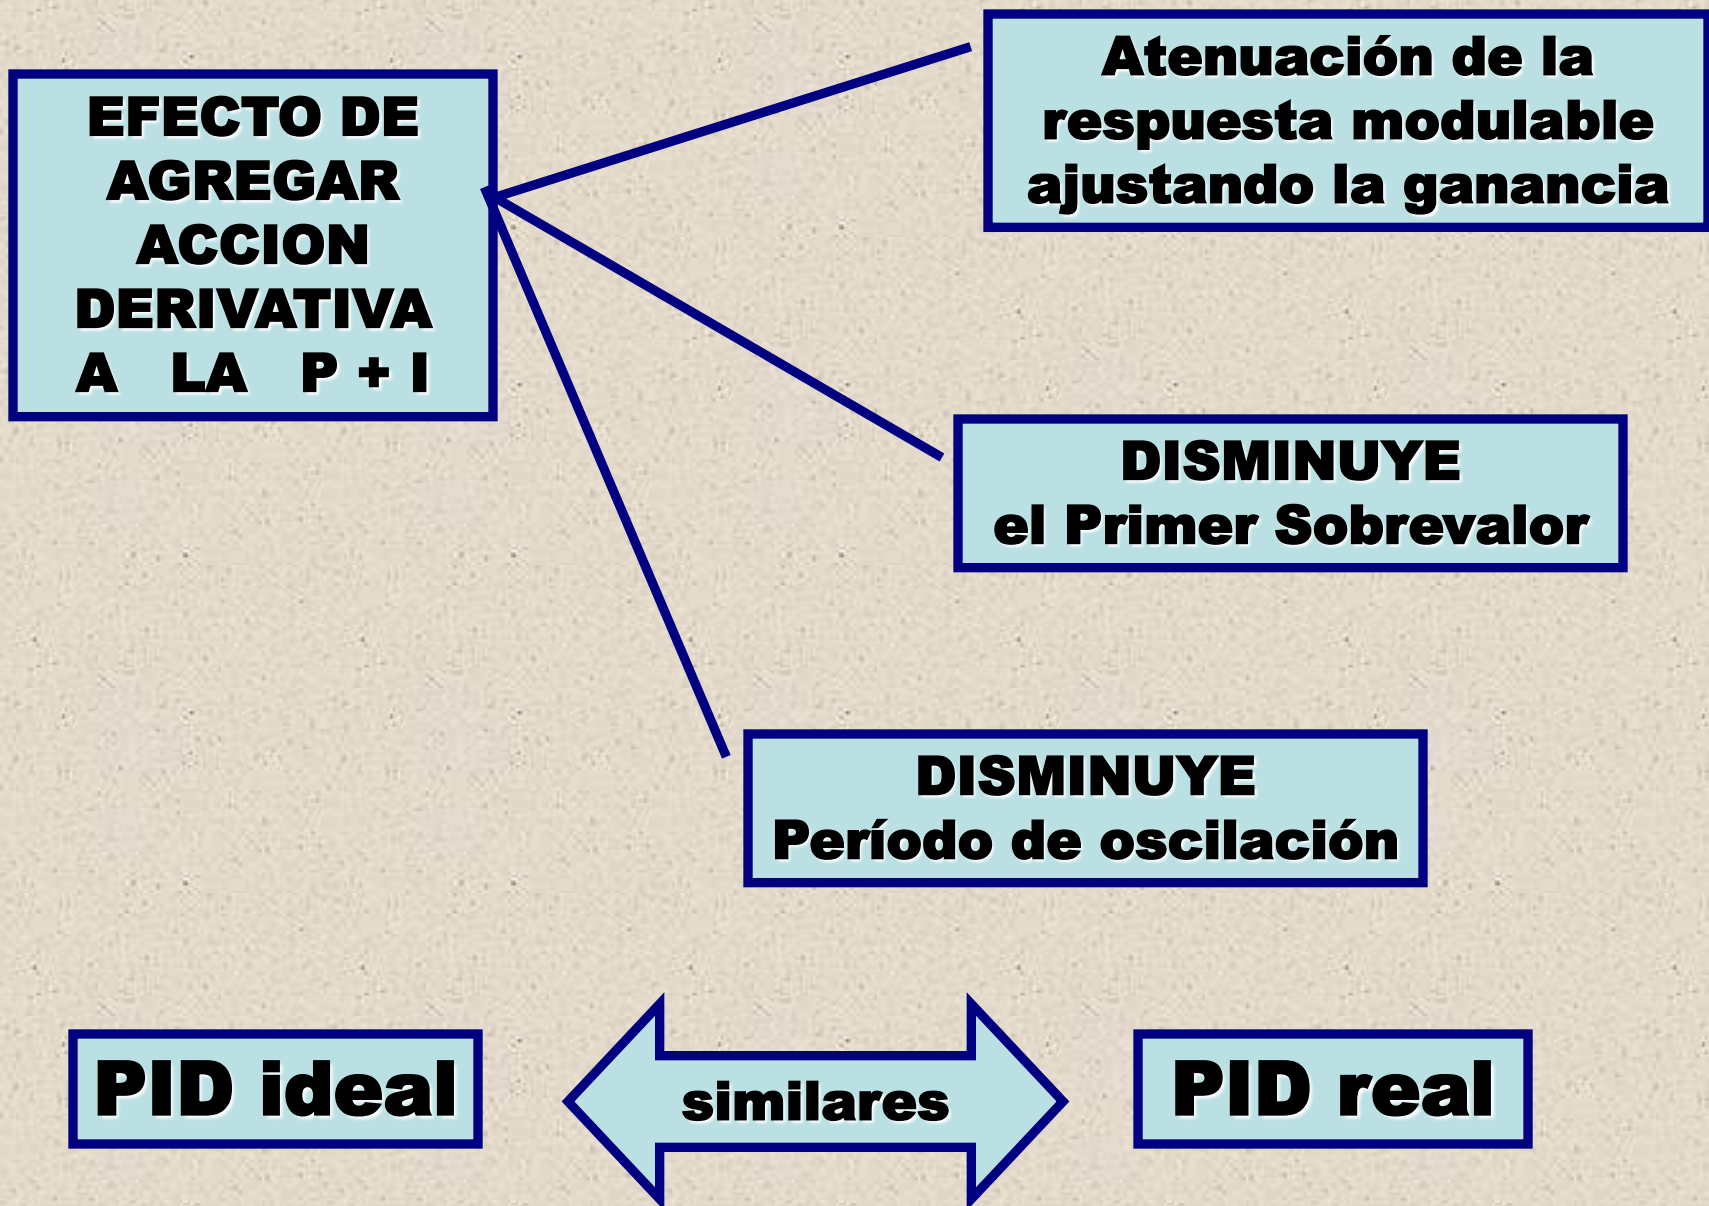 EFECTO DE
AGREGAR
ACCION
DERIVATIVA
A LA P + I
Atenuación de la
respuesta modulable
ajustando la ganancia
DISMINUYE
el Primer Sobrevalor
DISMINUYE
Período de oscilación
PID ideal
similares
PID real